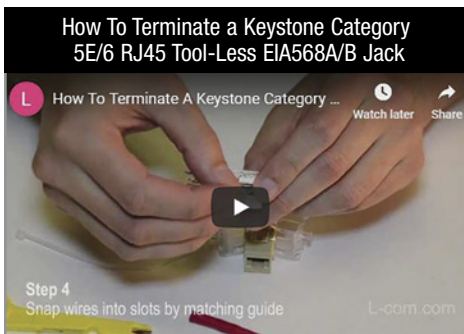 How To Terminate a Keystone Category
5E/6 RJ45 Tool-Less EIA568A/B Jack
L
How To Terminate A Keystone Category ...
Watch later
Share
Step 4
Snap wires into slots by matching guide
L-com.com